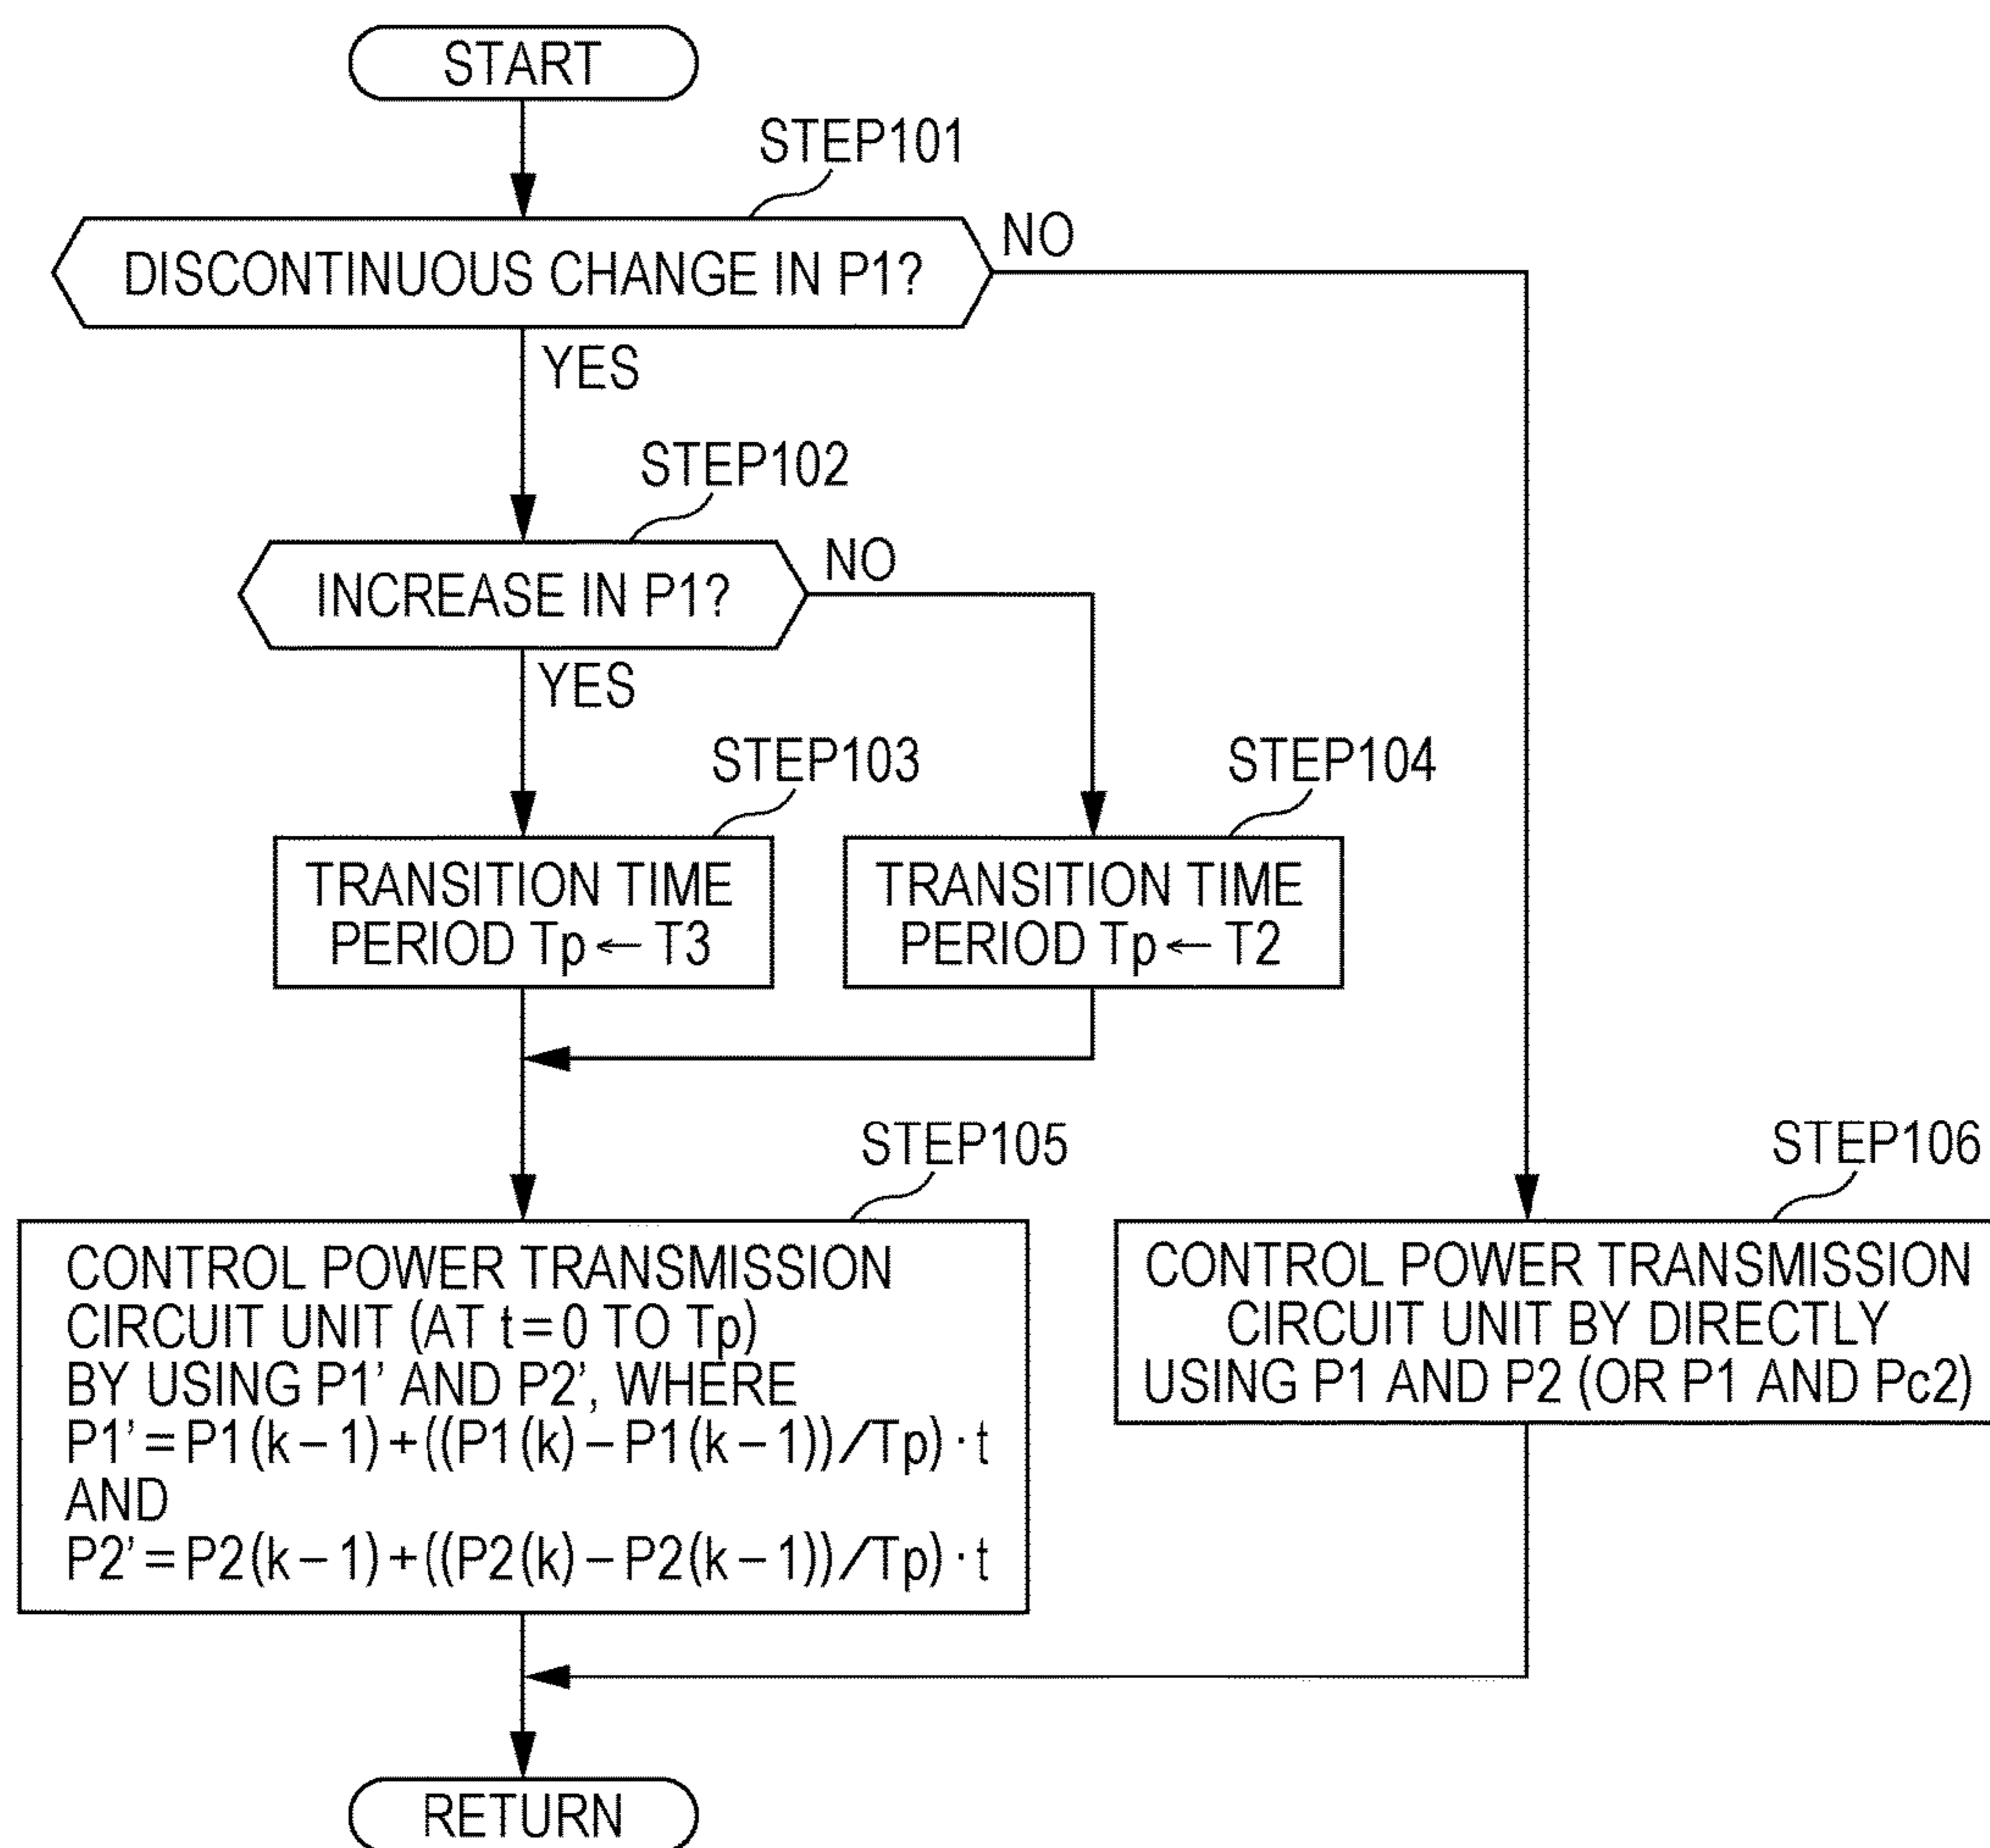 START
STEP101
DISCONTINUOUS CHANGE IN P1?
NO
YES
STEP102
INCREASE IN P1?
NO
YES
STEP103
TRANSITION TIME
PERIOD Tp ← T3
STEP104
TRANSITION TIME
PERIOD Tp ← T2
STEP105
CONTROL POWER TRANSMISSION
CIRCUIT UNIT (AT t=0 TO Tp)
BY USING P1' AND P2', WHERE
P1'=P1(k−1)+((P1(k)−P1(k−1))/Tp)·t
AND
P2'=P2(k−1)+((P2(k)−P2(k−1))/Tp)·t
STEP106
CONTROL POWER TRANSMISSION
CIRCUIT UNIT BY DIRECTLY
USING P1 AND P2 (OR P1 AND Pc2)
RETURN